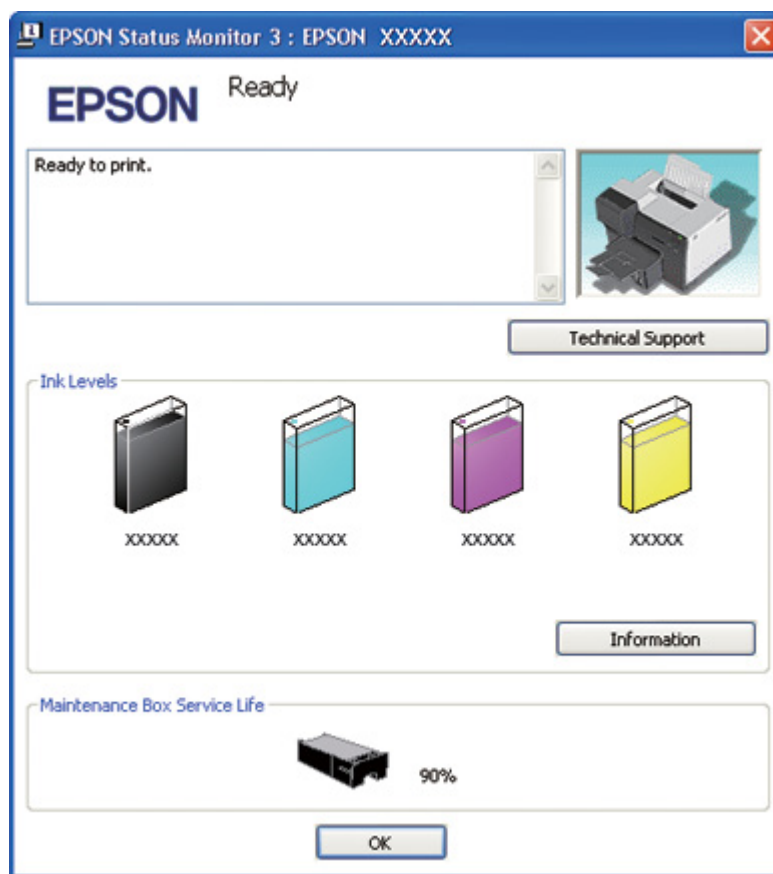 EPSON Status Monitor 3 : EPSON XXXXX
EPSON Ready
Ready to print.
Technical Support
Ink Levels
XXXXX XXXXX XXXXX XXXXX
Information
Maintenance Box Service Life
90%
OK